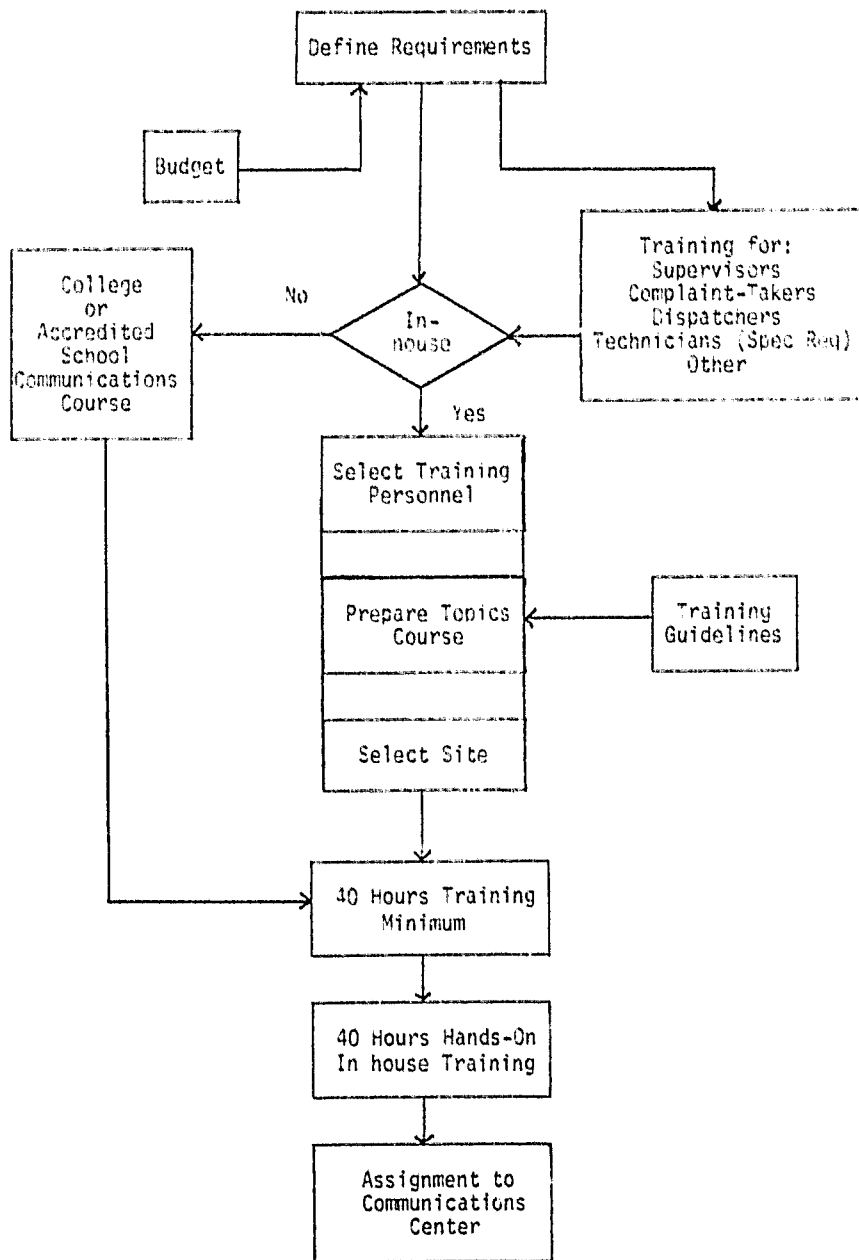 Define Requirements
Budget
Training for:
Supervisors
Complaint-Takers
Dispatchers
Technicians (Spec Req)
Other
College
or
Accredited
School
Communications
Course
No
In-
house
Yes
Select Training
Personnel
Prepare Topics
Course
Training
Guidelines
Select Site
40 Hours Training
Minimum
40 Hours Hands-On
In house Training
Assignment to
Communications
Center